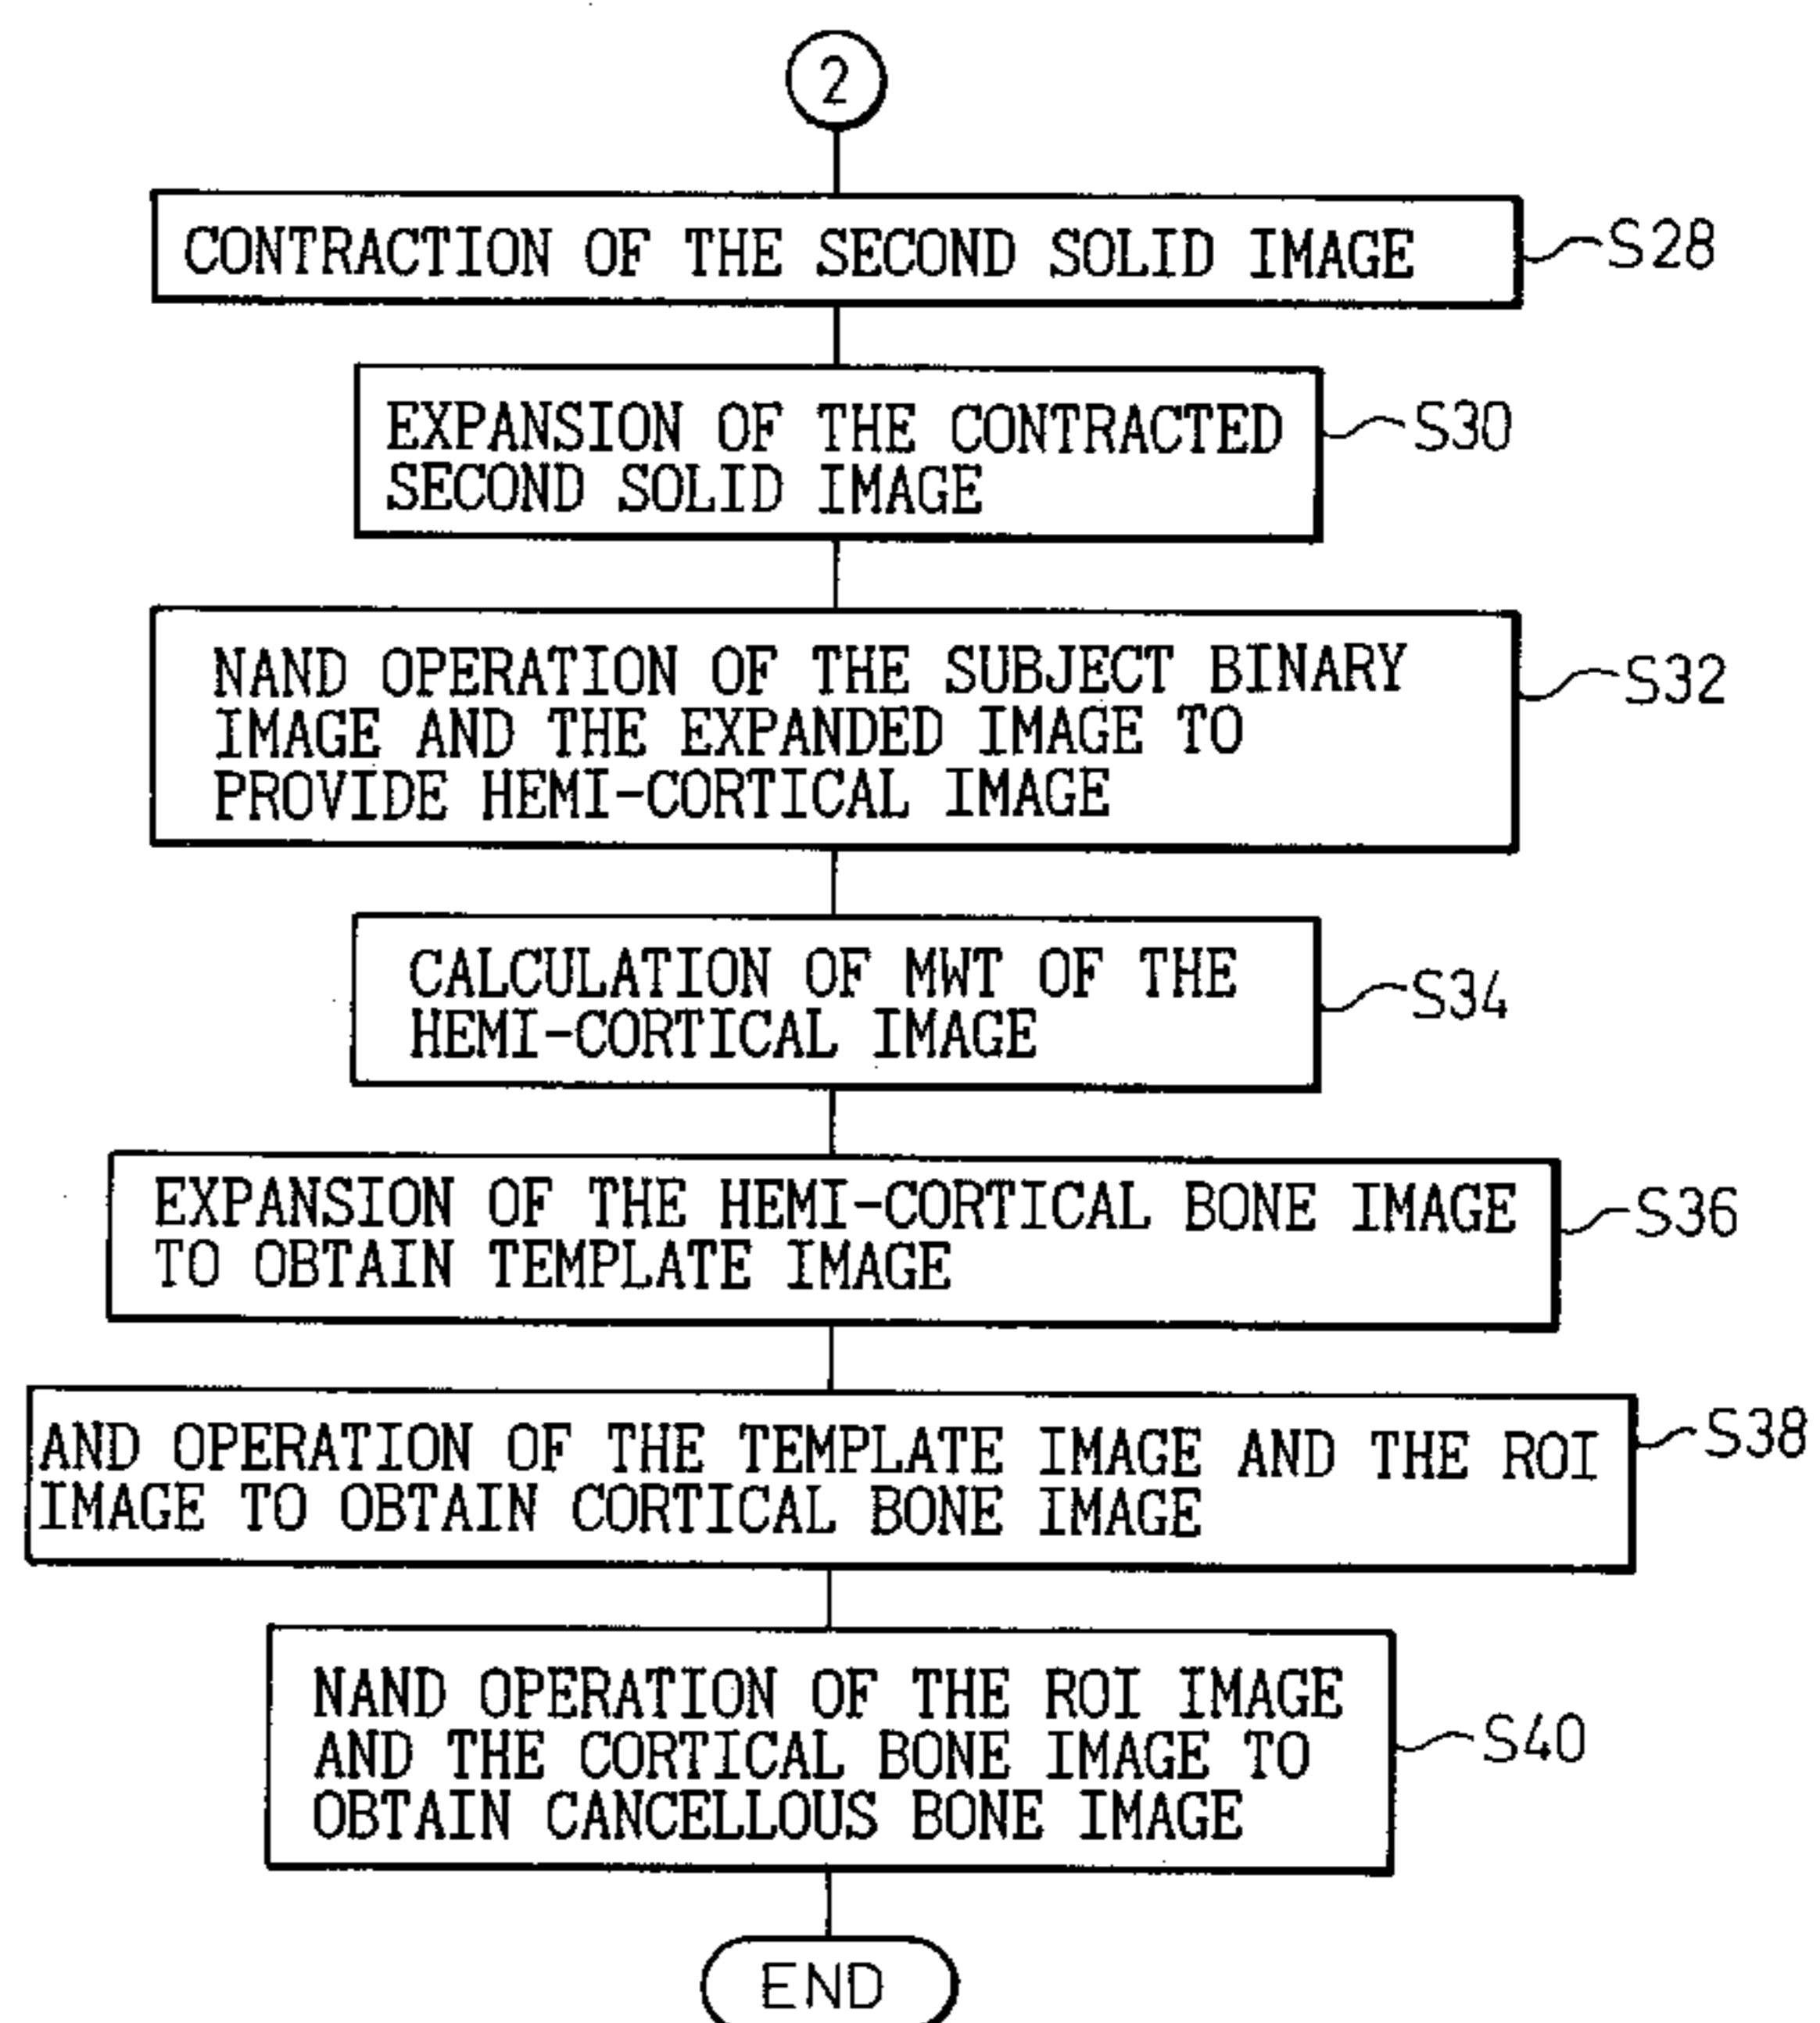 2
CONTRACTION OF THE SECOND SOLID IMAGE
S28
EXPANSION OF THE CONTRACTED
SECOND SOLID IMAGE
S30
NAND OPERATION OF THE SUBJECT BINARY
IMAGE AND THE EXPANDED IMAGE TO
PROVIDE HEMI-CORTICAL IMAGE
S32
CALCULATION OF MWT OF THE
HEMI-CORTICAL IMAGE
S34
EXPANSION OF THE HEMI-CORTICAL BONE IMAGE
TO OBTAIN TEMPLATE IMAGE
S36
AND OPERATION OF THE TEMPLATE IMAGE AND THE ROI
IMAGE TO OBTAIN CORTICAL BONE IMAGE
S38
NAND OPERATION OF THE ROI IMAGE
AND THE CORTICAL BONE IMAGE TO
OBTAIN CANCELLOUS BONE IMAGE
S40
END